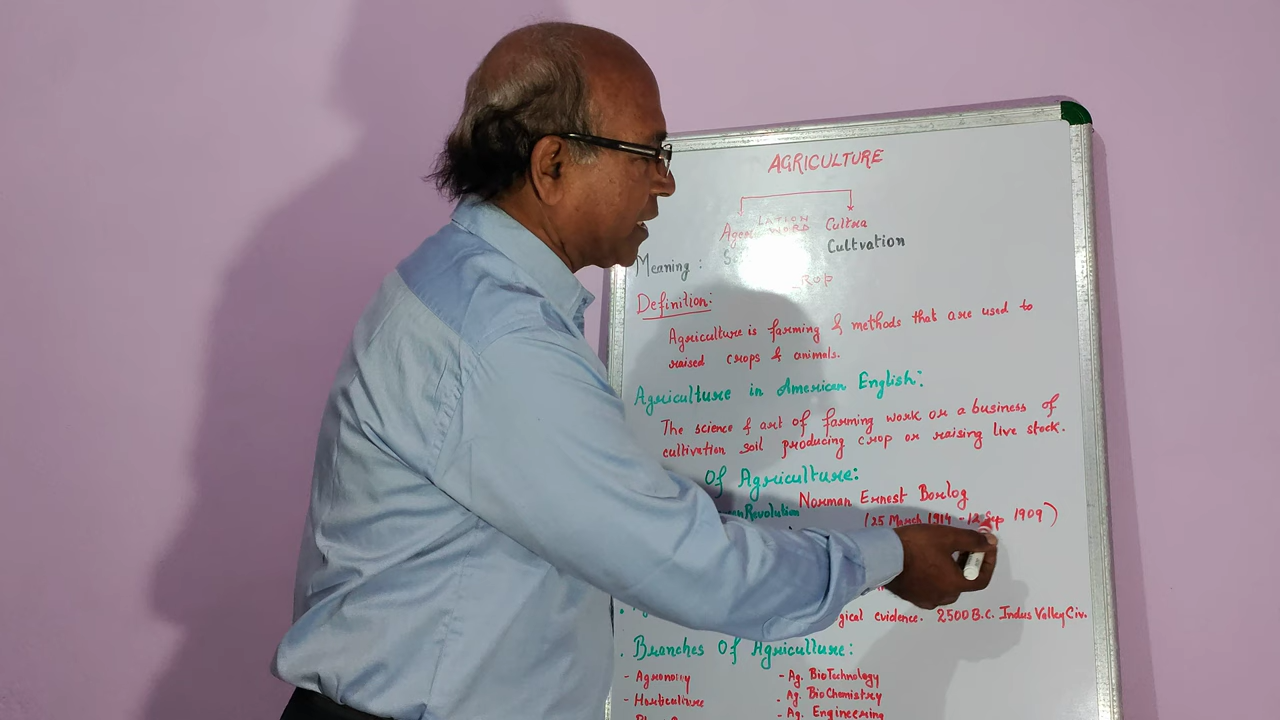 AGRICULTURE
LATION
WORD
Cultra
Meaning :
Cultvation
Definition:
Agriculture is farming & methods that are used to
raised crops & animals.
Agriculture in American English:
The science & art of farming work or a business of
cultivation soil producing crop or raising live stock.
Of Agriculture:
Revolution Norman Ernest Borlog
(25 March 1914 - 12 Sep 1909)
evidence. 2500 B.C. Indus Valley Civ.
. Branches Of Agriculture:
- Agronomy - Ag. BioTechnology
- Horticulture - Ag. BioChemistry
- Ag. Engineering